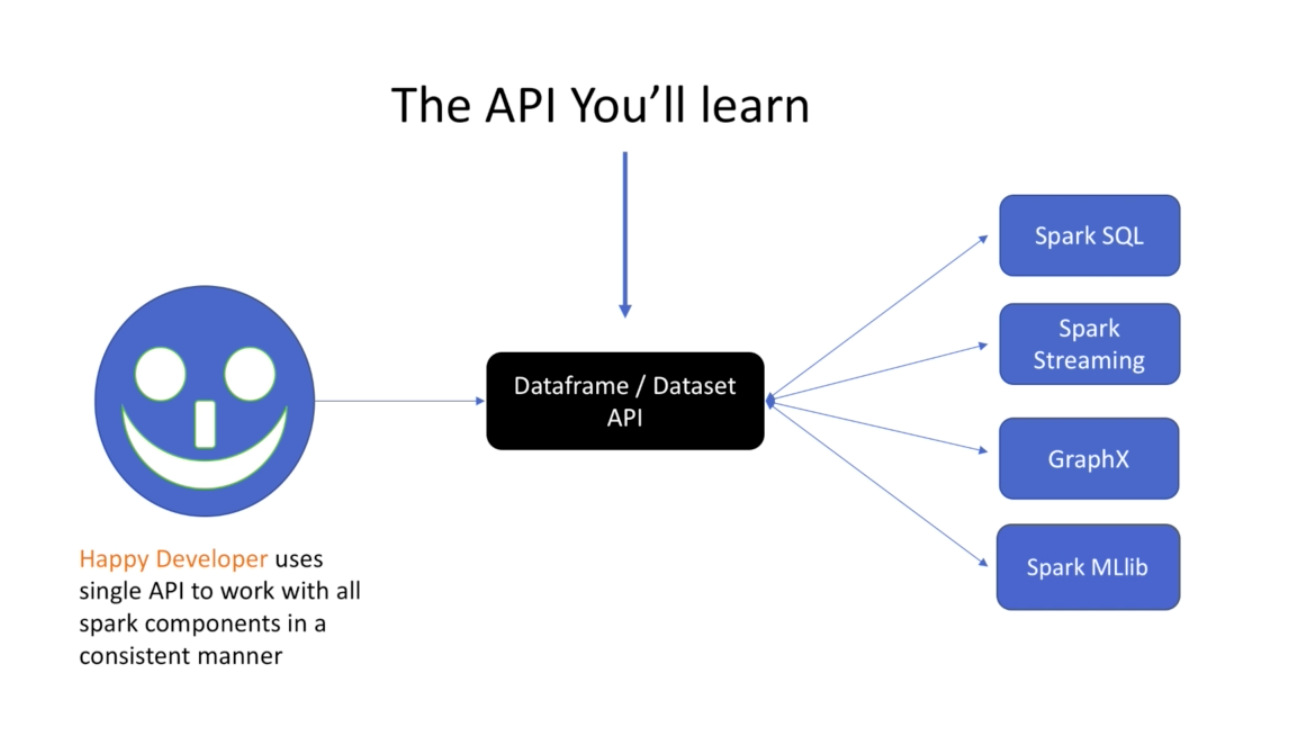 The API You’ll learn
Dataframe / Dataset
API
Spark SQL
Spark
Streaming
GraphX
Spark MLlib
Happy Developer uses
single API to work with all
spark components in a
consistent manner